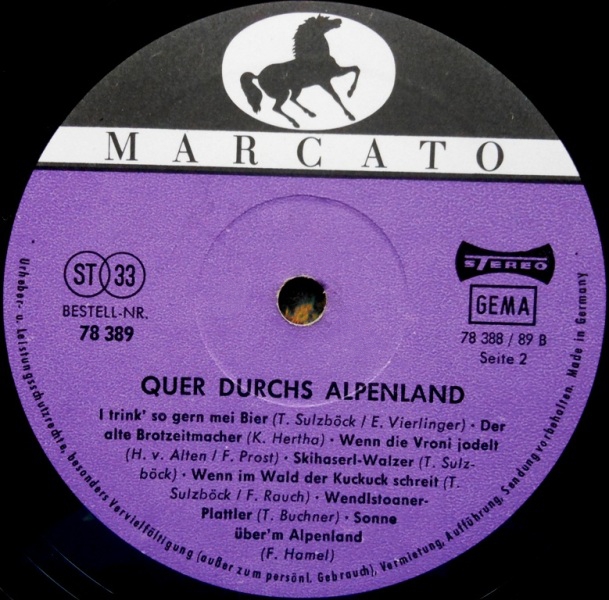 MARCATO
ST 33
BESTELL-NR.
78 389
STEREO
GEMA
78 388 / 89 B
Seite 2
QUER DURCHS ALPENLAND
I trink' so gern mei Bier (T. Sulzböck / E. Vierlinger) · Der
alte Brotzeitmacher (K. Hertha) · Wenn die Vroni jodelt
(H. v. Alten / F. Prost) · Skihaserl-Walzer (T. Sulz-
böck) · Wenn im Wald der Kuckuck schreit (T.
Sulzböck / F. Rauch) · Wendlstoaner-
Plattler (T. Buchner) · Sonne
über'm Alpenland
(F. Hamel)
Urheber- u. Leistungsschutzrechte, besonders Vervielfältigung (außer zum persönl. Gebrauch), Vermietung, Aufführung, Sendung vorbehalten. Made in Germany